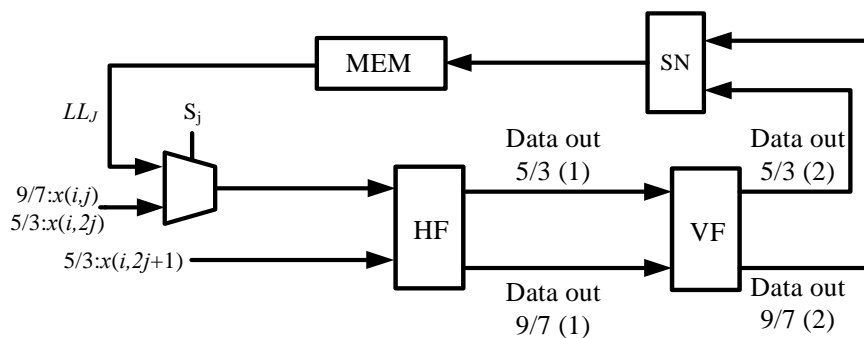 MEM
SN
LL_J
S_j
9/7:x(i,j)
5/3:x(i,2j)
5/3:x(i,2j+1)
HF
Data out
5/3 (1)
Data out
9/7 (1)
VF
Data out
5/3 (2)
Data out
9/7 (2)